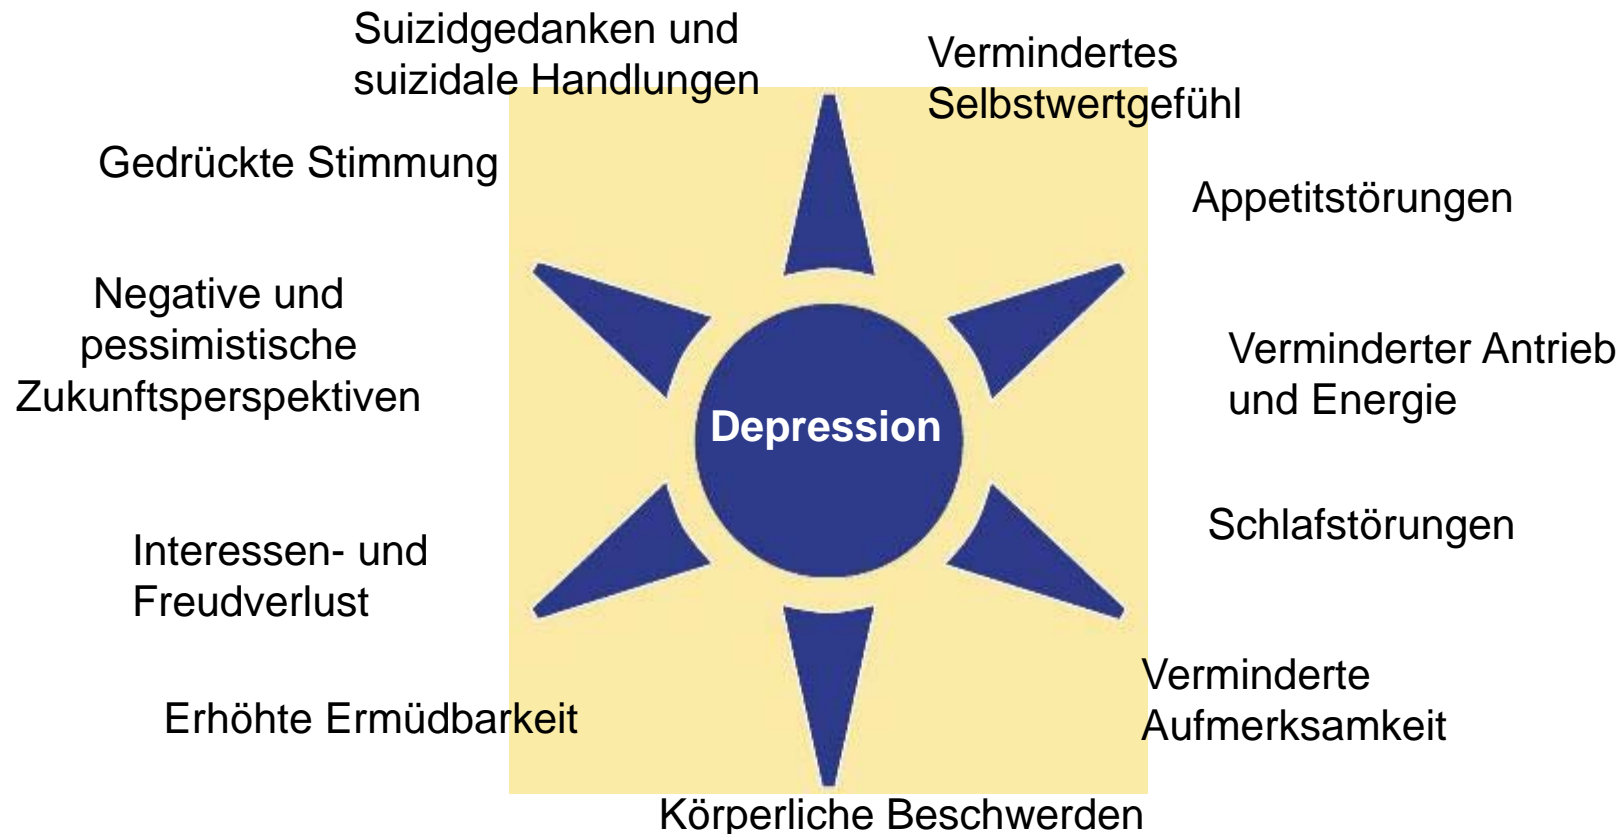 Suizidgedanken und
suizidale Handlungen
Vermindertes
Selbstwertgefühl
Gedrückte Stimmung
Appetitstörungen
Negative und
pessimistische
Zukunftsperspektiven
Verminderter Antrieb
und Energie
Depression
Schlafstörungen
Interessen- und
Freudverlust
Verminderte
Aufmerksamkeit
Erhöhte Ermüdbarkeit
Körperliche Beschwerden